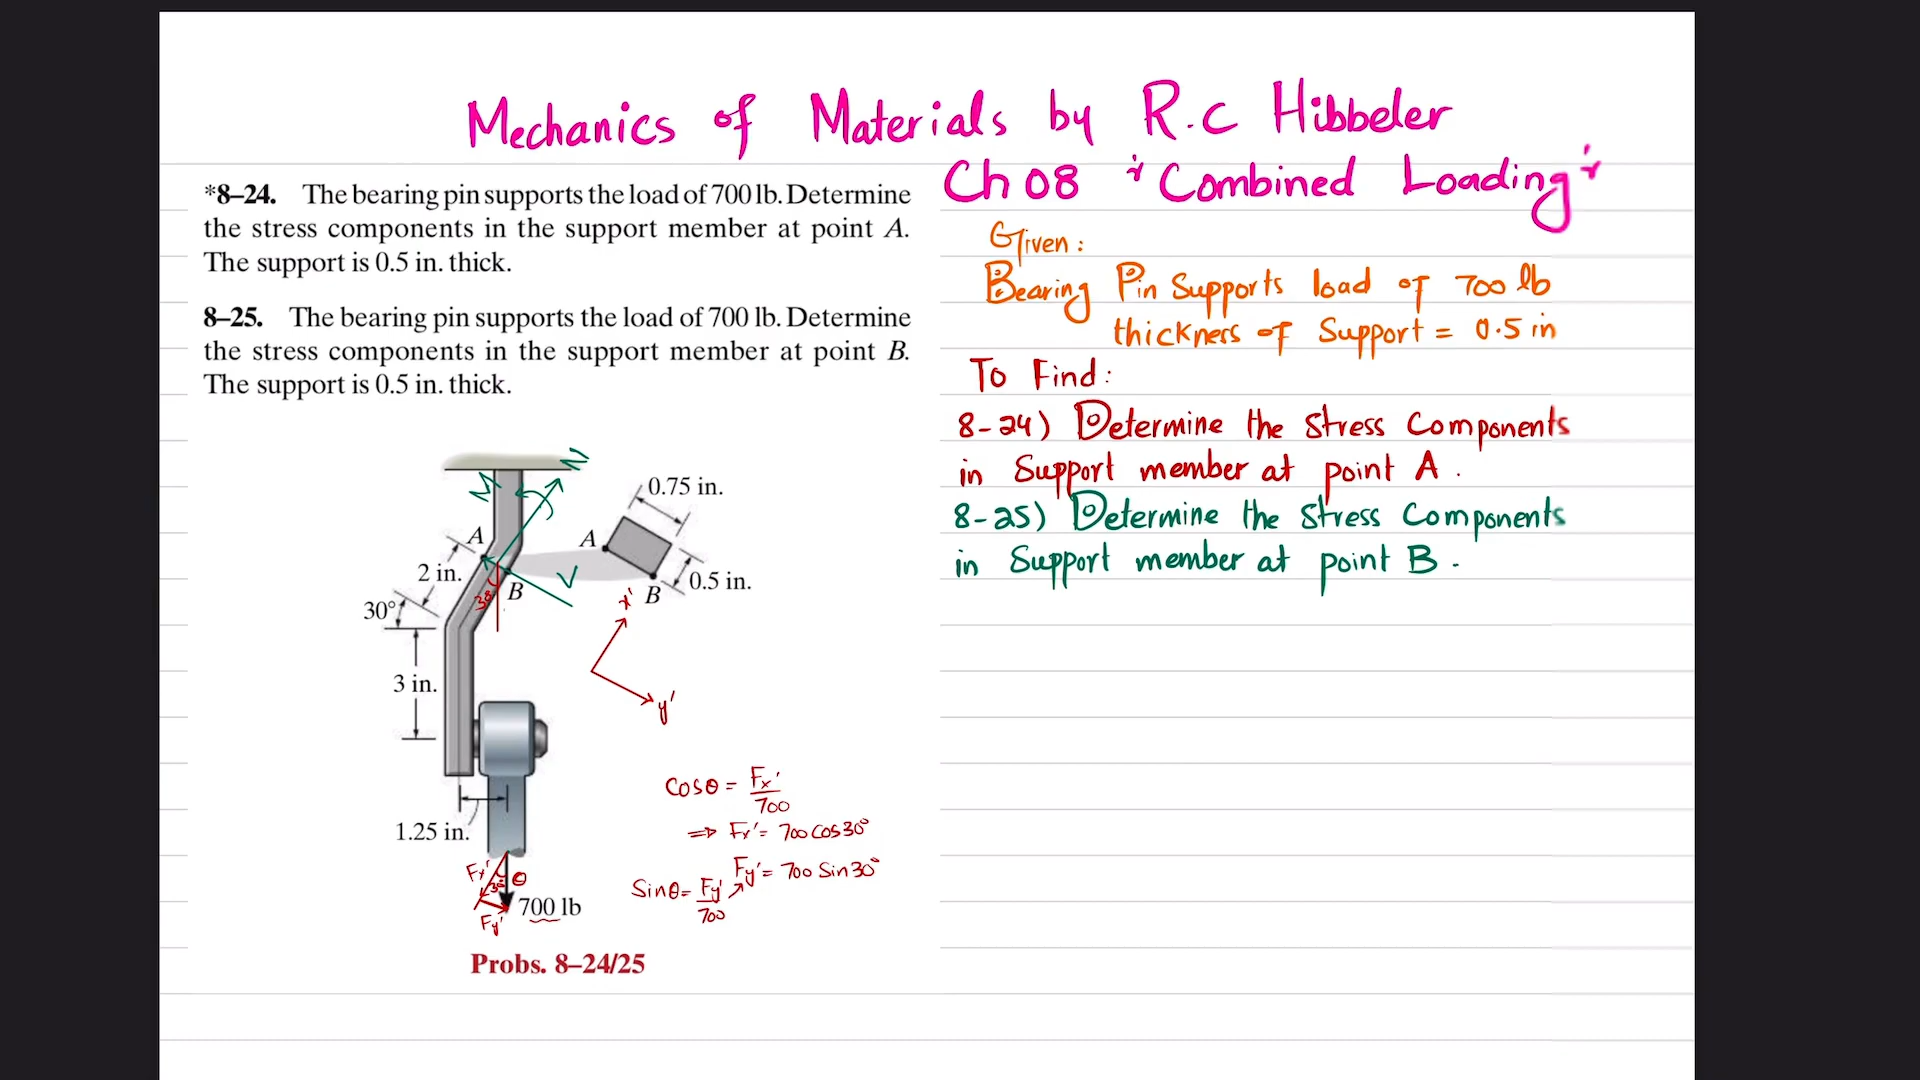 Mechanics of Materials by R.C Hibbeler
Ch 08 "Combined Loading"
*8–24. The bearing pin supports the load of 700 lb. Determine
the stress components in the support member at point A.
The support is 0.5 in. thick.
8–25. The bearing pin supports the load of 700 lb. Determine
the stress components in the support member at point B.
The support is 0.5 in. thick.
Given:
Bearing Pin Supports load of 700 lb
thickness of Support = 0.5 in
To Find:
8-24) Determine the Stress Components
in Support member at point A.
8-25) Determine the Stress Components
in Support member at point B.
N
M
0.75 in.
A
A
2 in.
V
0.5 in.
30°
30
B
x'
B
3 in.
y'
Cosθ = Fx'/700
⇒ Fx' = 700 Cos30°
1.25 in.
Fy' = 700 Sin30°
Sinθ = Fy'/700
Fx'
30°
θ
700 lb
Fy'
Probs. 8–24/25